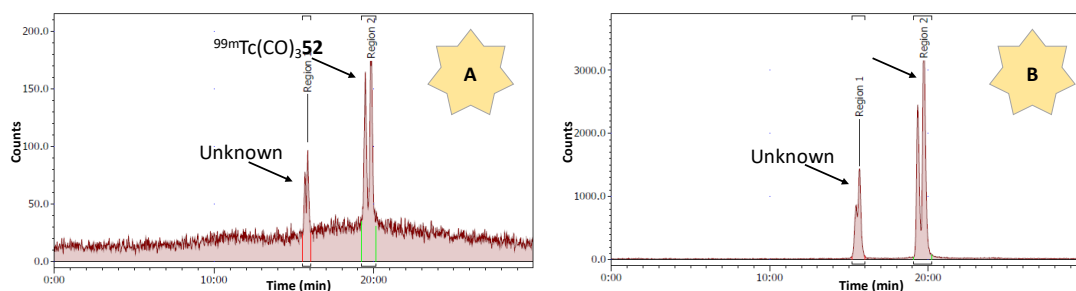 200.0
150.0
100.0
50.0
0.0
Counts
0:00
10:00
20:00
Time (min)
99mTc(CO)352
Unknown
Region
Region 2
A
3000.0
2000.0
1000.0
0.0
Counts
0:00
10:00
20:00
Time (min)
Unknown
Region 1
Region 2
B